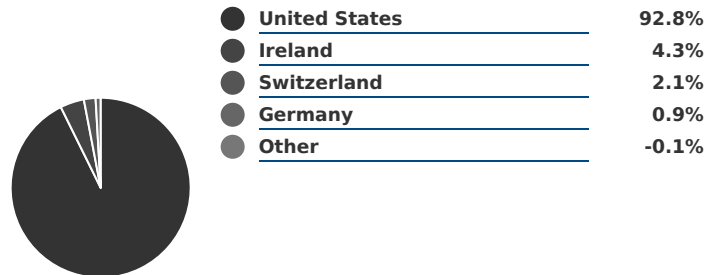 United States 92.8%
Ireland 4.3%
Switzerland 2.1%
Germany 0.9%
Other -0.1%